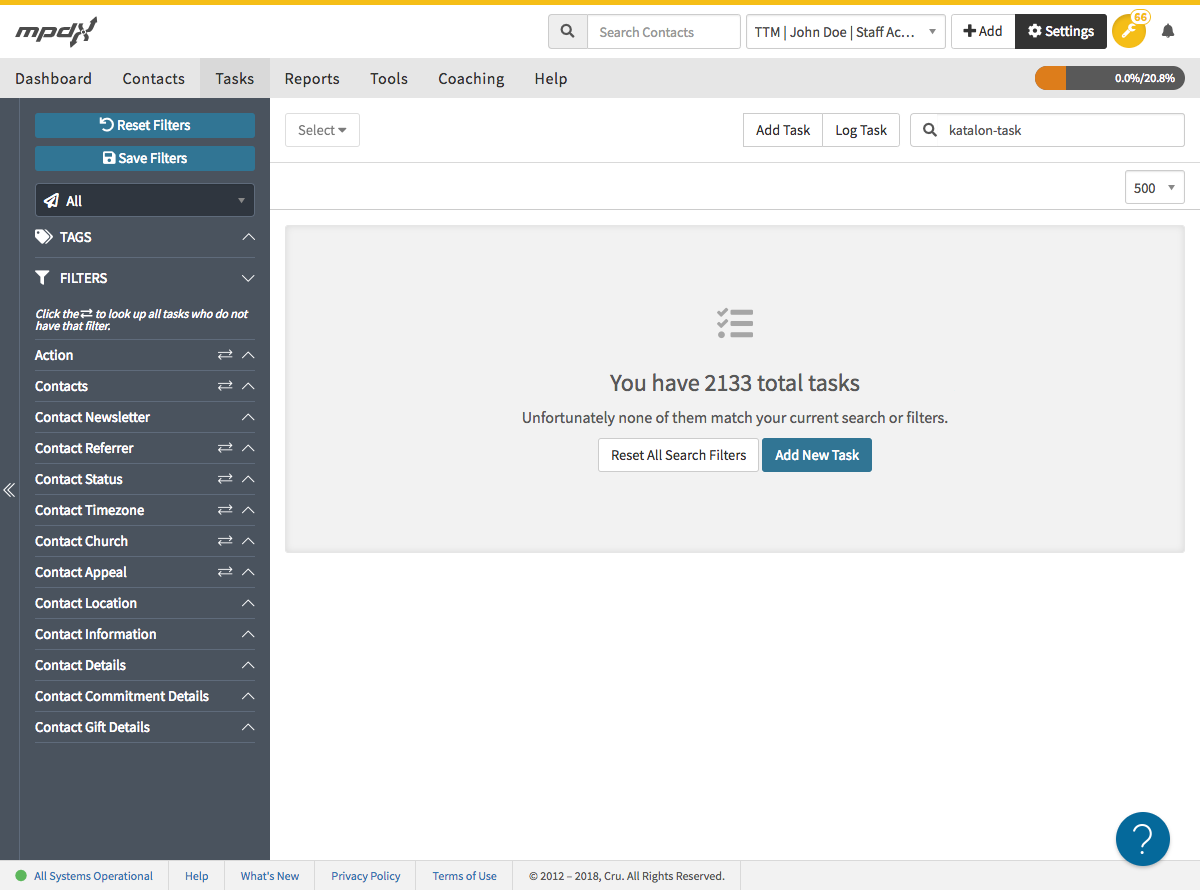 mpdx
Search Contacts
TTM | John Doe | Staff Ac...
Add
Settings
66
Dashboard
Contacts
Tasks
Reports
Tools
Coaching
Help
0.0%/20.8%
Reset Filters
Save Filters
All
TAGS
FILTERS
Click the to look up all tasks who do not
have that filter.
Action
Contacts
Contact Newsletter
Contact Referrer
Contact Status
Contact Timezone
Contact Church
Contact Appeal
Contact Location
Contact Information
Contact Details
Contact Commitment Details
Contact Gift Details
Select
Add Task
Log Task
katalon-task
500
You have 2133 total tasks
Unfortunately none of them match your current search or filters.
Reset All Search Filters
Add New Task
?
All Systems Operational
Help
What's New
Privacy Policy
Terms of Use
© 2012 – 2018, Cru. All Rights Reserved.